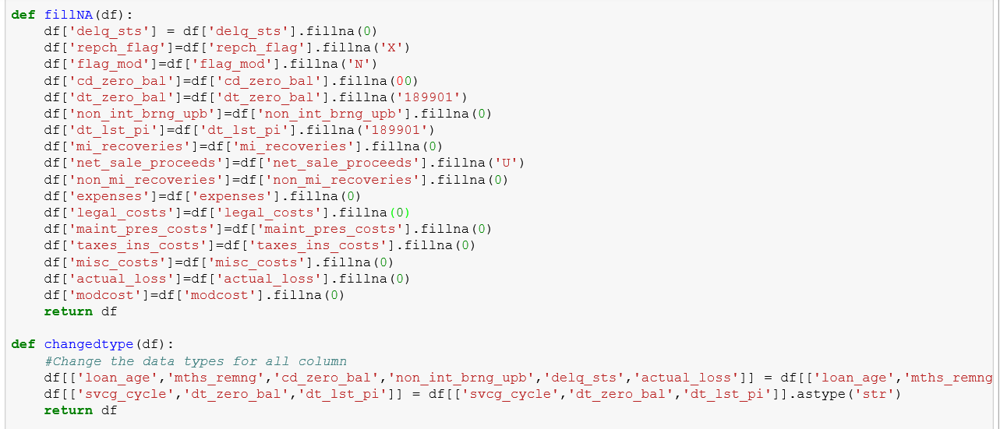 def fillNA(df):
    df['delq_sts'] = df['delq_sts'].fillna(0)
    df['repch_flag']=df['repch_flag'].fillna('X')
    df['flag_mod']=df['flag_mod'].fillna('N')
    df['cd_zero_bal']=df['cd_zero_bal'].fillna(00)
    df['dt_zero_bal']=df['dt_zero_bal'].fillna('189901')
    df['non_int_brng_upb']=df['non_int_brng_upb'].fillna(0)
    df['dt_lst_pi']=df['dt_lst_pi'].fillna('189901')
    df['mi_recoveries']=df['mi_recoveries'].fillna(0)
    df['net_sale_proceeds']=df['net_sale_proceeds'].fillna('U')
    df['non_mi_recoveries']=df['non_mi_recoveries'].fillna(0)
    df['expenses']=df['expenses'].fillna(0)
    df['legal_costs']=df['legal_costs'].fillna(0)
    df['maint_pres_costs']=df['maint_pres_costs'].fillna(0)
    df['taxes_ins_costs']=df['taxes_ins_costs'].fillna(0)
    df['misc_costs']=df['misc_costs'].fillna(0)
    df['actual_loss']=df['actual_loss'].fillna(0)
    df['modcost']=df['modcost'].fillna(0)
    return df
def changedtype(df):
    #Change the data types for all column
    df[['loan_age','mths_remng','cd_zero_bal','non_int_brng_upb','delq_sts','actual_loss']] = df[['loan_age','mths_remng
    df[['svcg_cycle','dt_zero_bal','dt_lst_pi']] = df[['svcg_cycle','dt_zero_bal','dt_lst_pi']].astype('str')
    return df